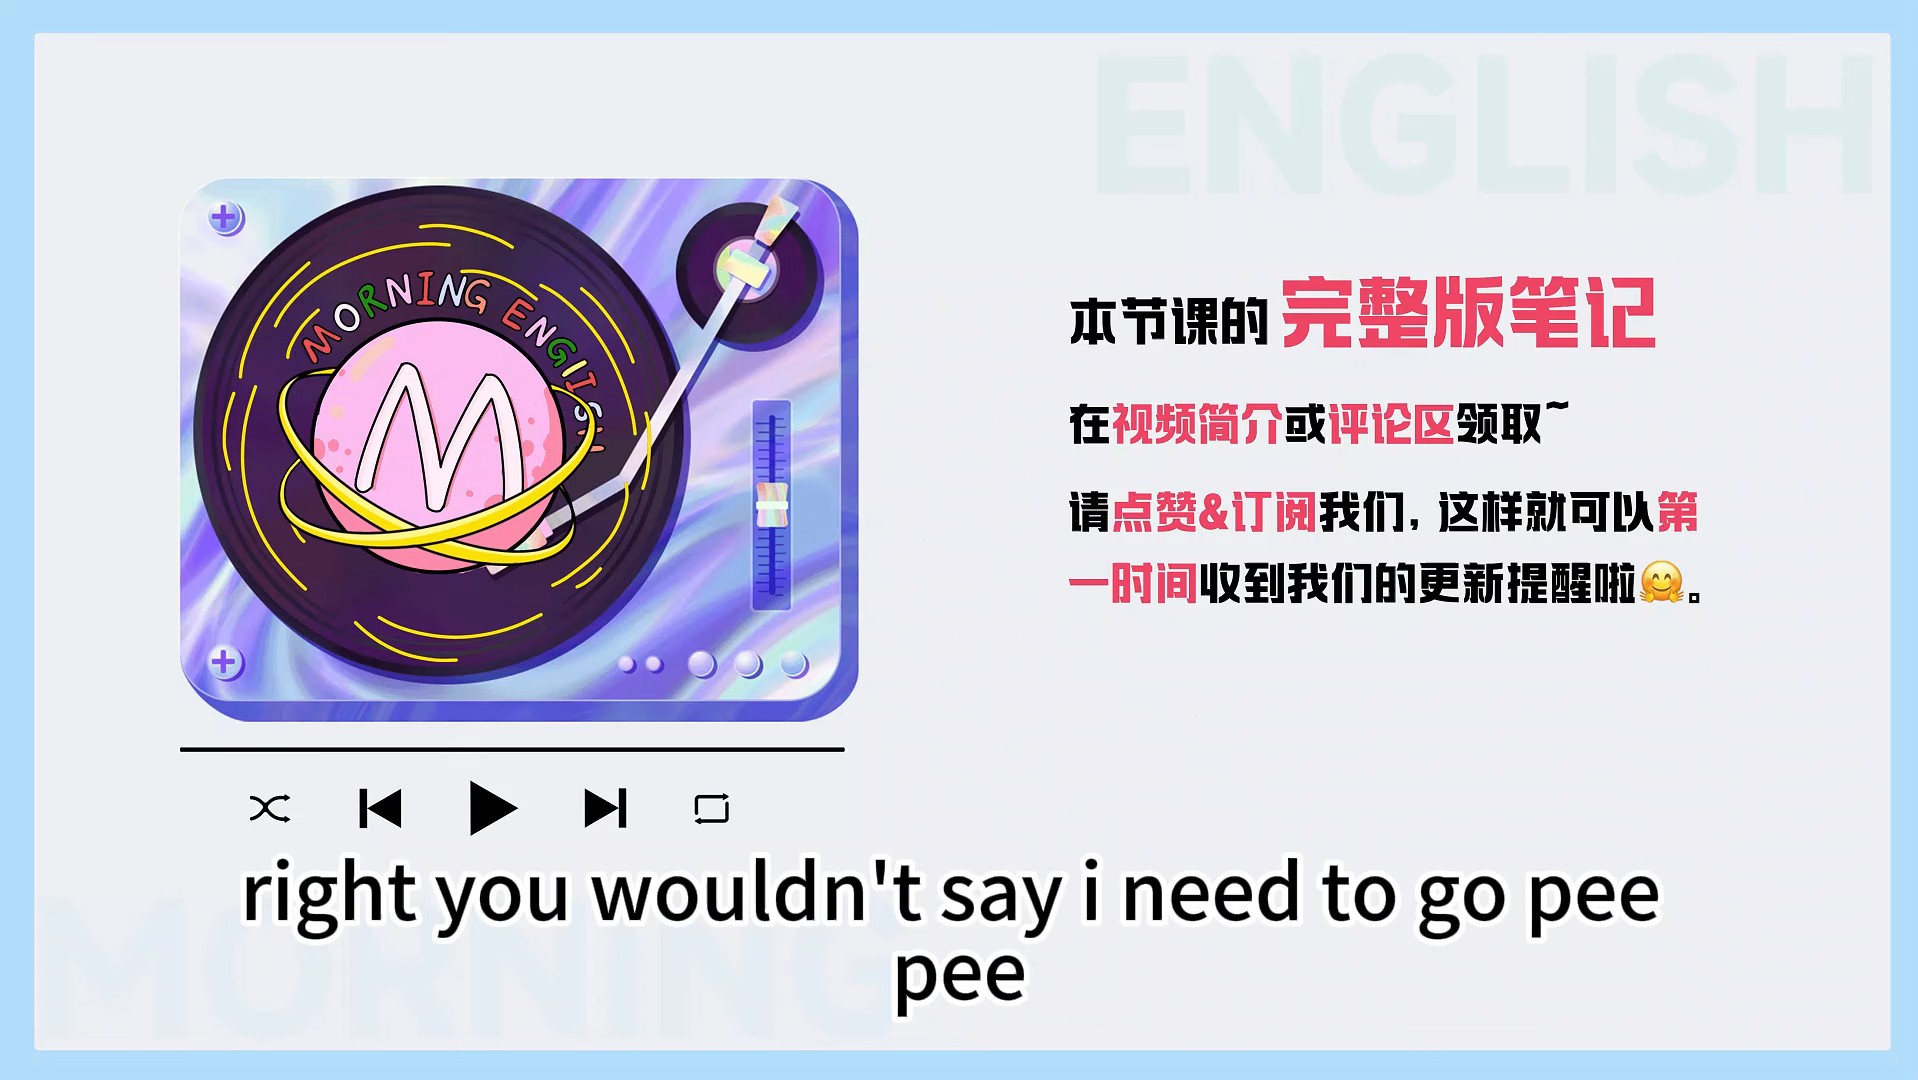 ENGLISH
MORNING ENGLISH
M
本节课的完整版笔记
在视频简介或评论区领取~
请点赞&订阅我们，这样就可以第
一时间收到我们的更新提醒啦🤗。
MORNING
right you wouldn't say i need to go pee
pee